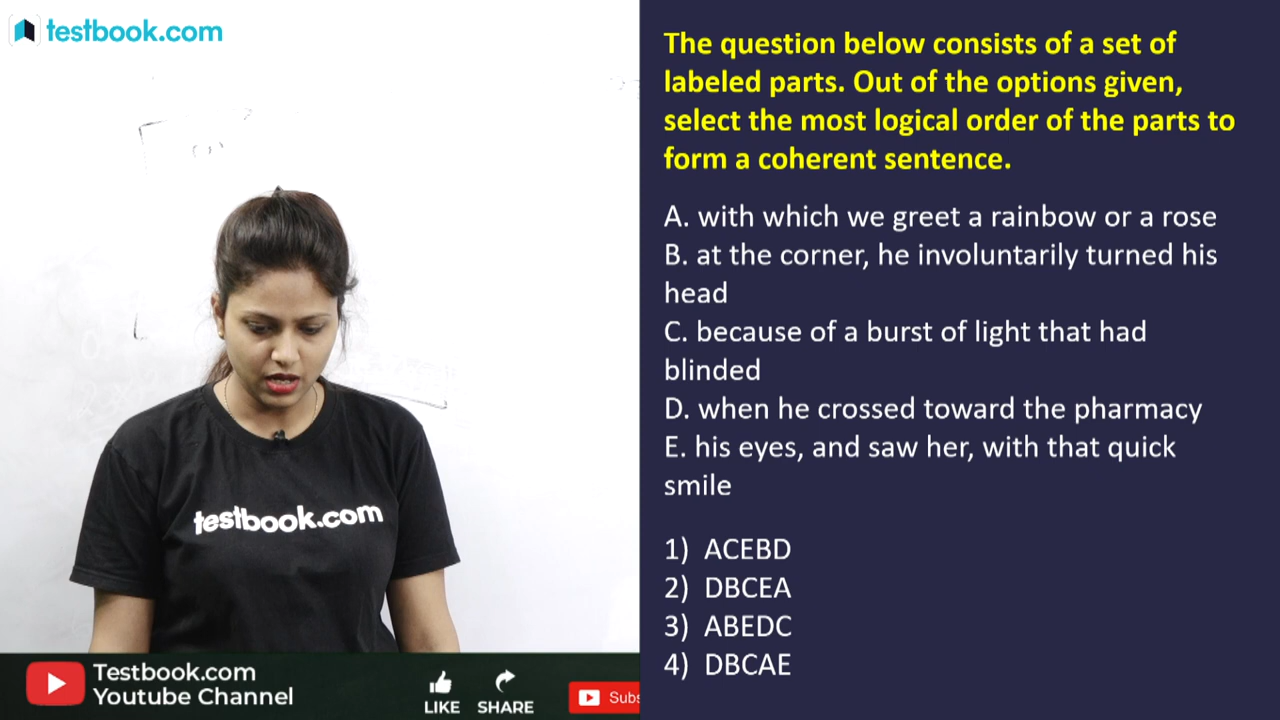 testbook.com
The question below consists of a set of
labeled parts. Out of the options given,
select the most logical order of the parts to
form a coherent sentence.
A. with which we greet a rainbow or a rose
B. at the corner, he involuntarily turned his
head
C. because of a burst of light that had
blinded
D. when he crossed toward the pharmacy
E. his eyes, and saw her, with that quick
smile
1) ACEBD
2) DBCEA
3) ABEDC
4) DBCAE
testbook.com
Testbook.com
Youtube Channel
LIKE
SHARE
Subs